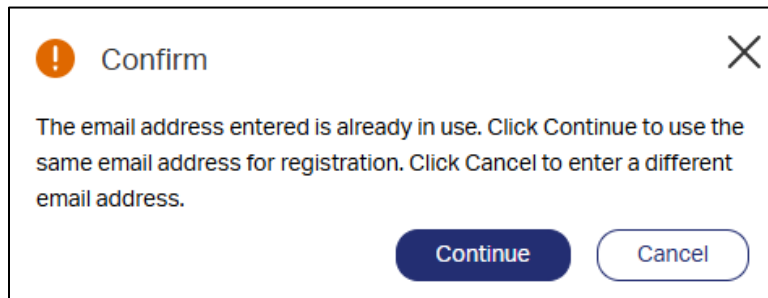 Confirm
The email address entered is already in use. Click Continue to use the
same email address for registration. Click Cancel to enter a different
email address.
Continue Cancel